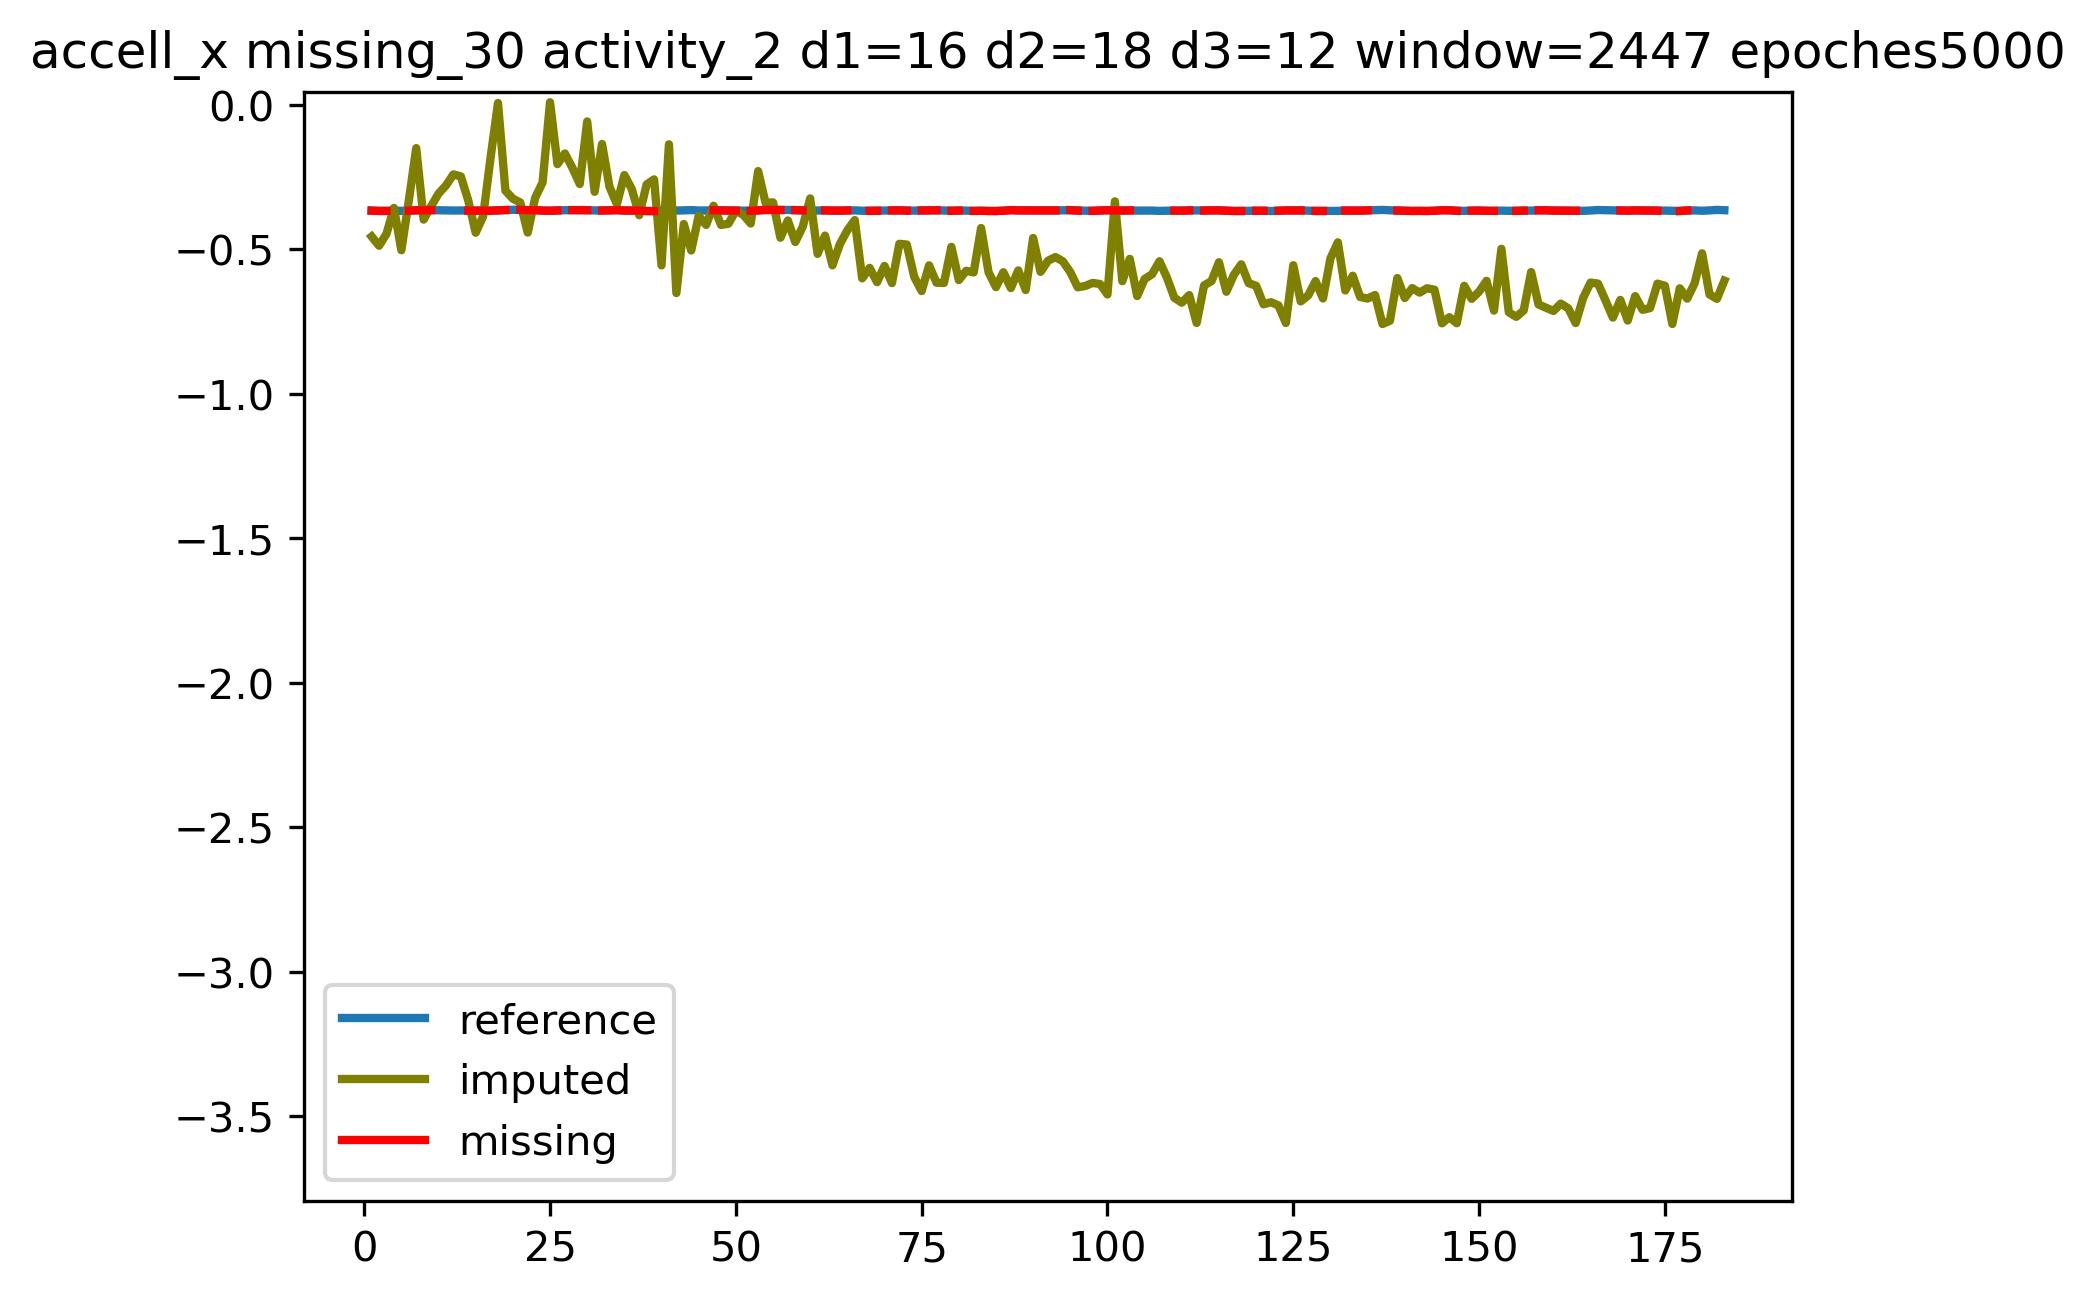 accell_x missing_30 activity_2 d1=16 d2=18 d3=12 window=2447 epoches5000
0.0
−0.5
−1.0
−1.5
−2.0
−2.5
−3.0
−3.5
reference
imputed
missing
0 25 50 75 100 125 150 175